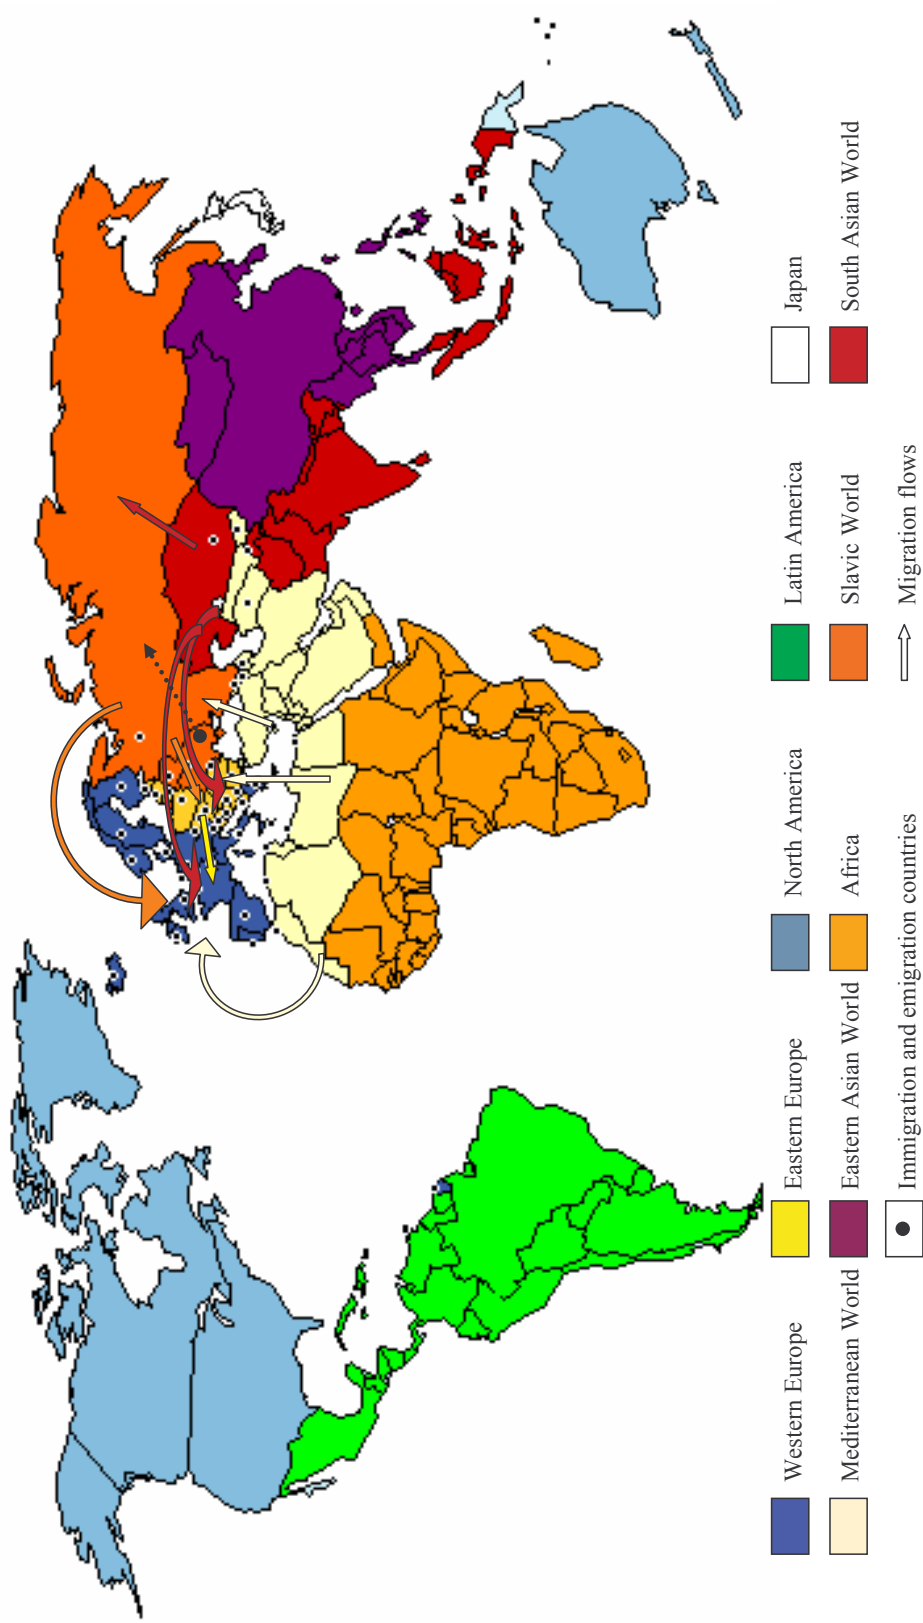 Western Europe
Eastern Europe
North America
Latin America
Japan
Mediterranean World
Eastern Asian World
Africa
Slavic World
South Asian World
Immigration and emigration countries
Migration flows